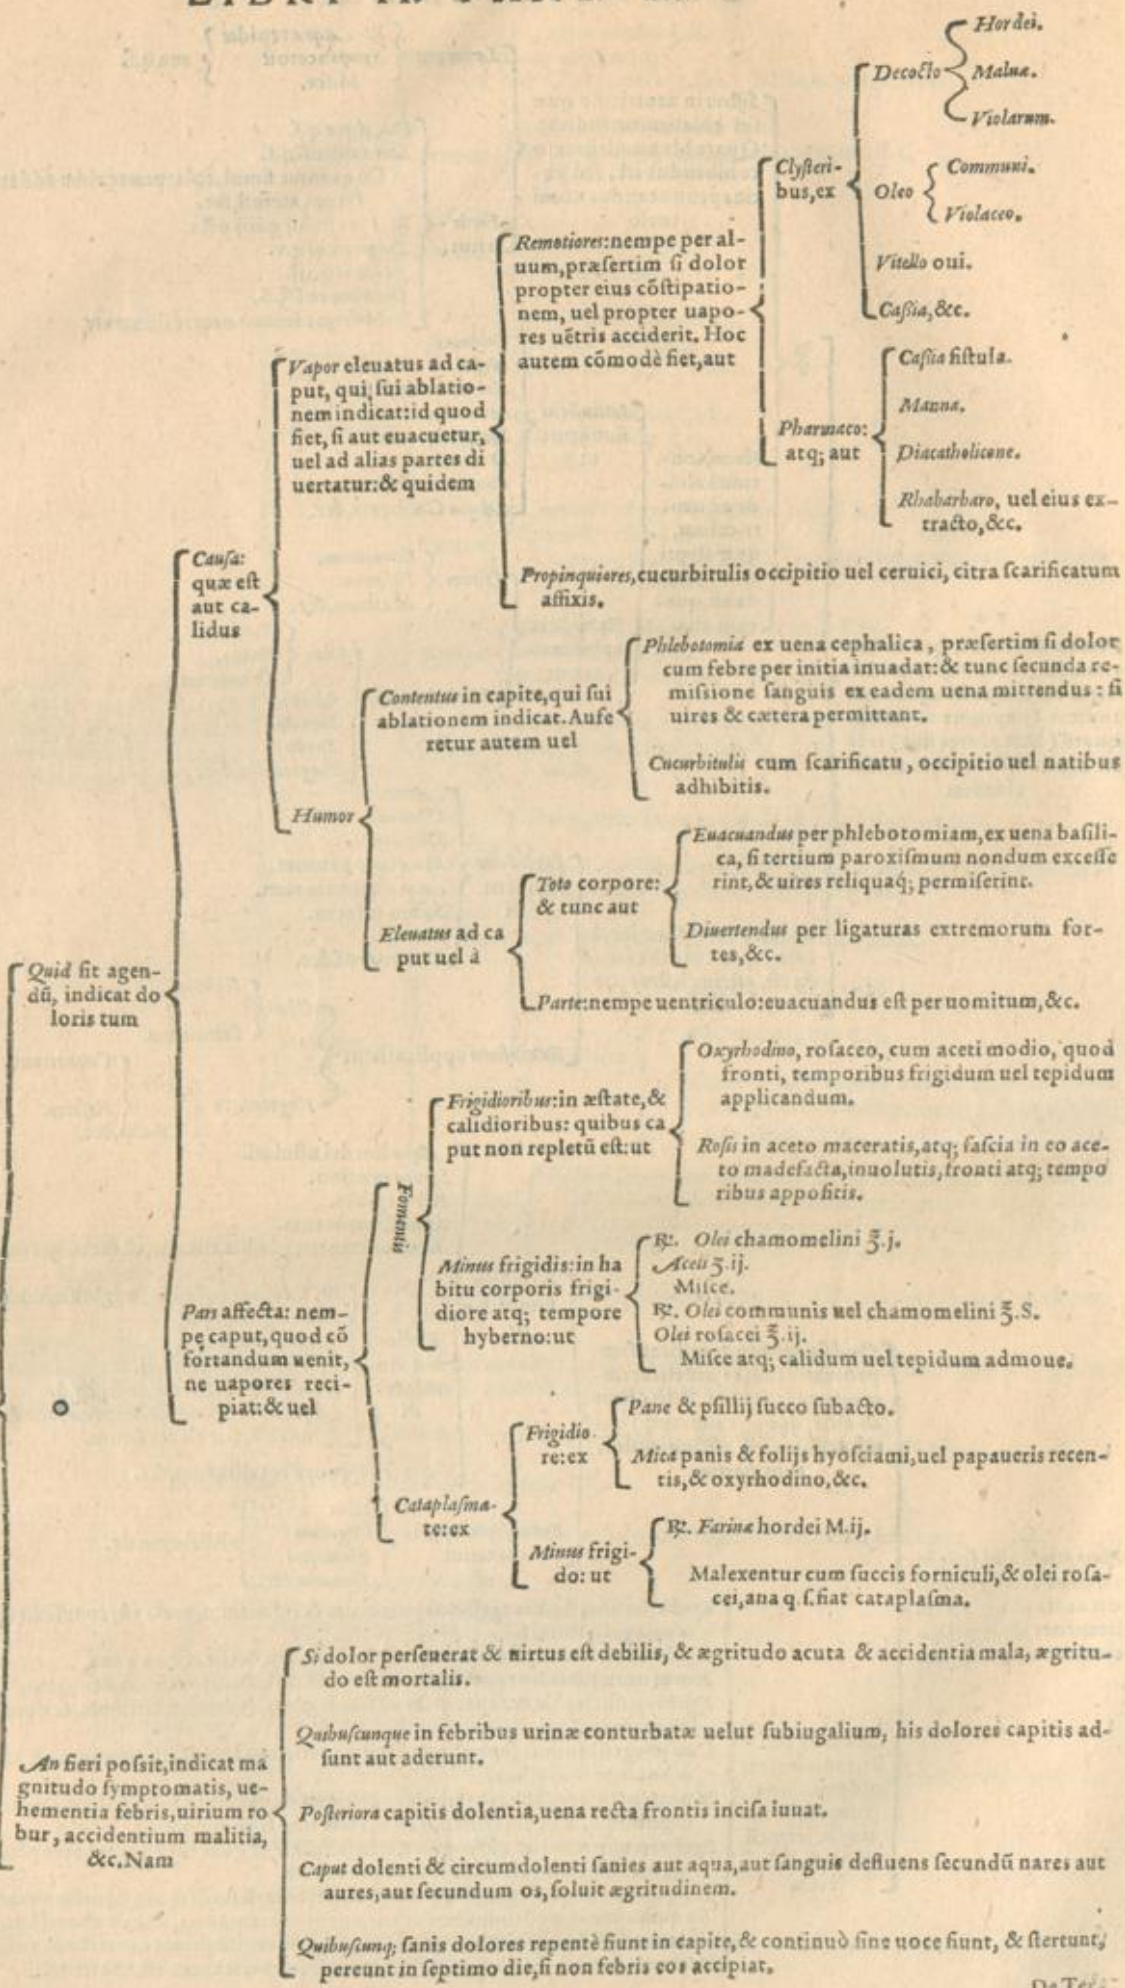 Quid sit agen-
dũ, indicat do
loris tum
Causa:
quæ est
aut ca-
lidus
Vapor eleuatus ad ca-
put, qui, sui ablatio-
nem indicat: id quod
fiet, si aut euacuetur,
uel ad alias partes di
uertatur: & quidem
Remotiores: nempe per al-
uum, præsertim si dolor
propter eius cõstipatio-
nem, uel propter uapo-
res uẽtris acciderit. Hoc
autem cõmodè fiet, aut
Clysteri-
bus, ex
Decocto
Hordei.
Maluæ.
Violarum.
Oleo
Communi.
Violaceo.
Vitello oui.
Cassia, &c.
Pharmaco:
atq; aut
Cassia fistula.
Manna.
Diacatholicone.
Rhabarbaro, uel eius ex-
tracto, &c.
Propinquiores, cucurbitulis occipitio uel ceruici, citra scarificatum
affixis.
Humor
Contentus in capite, qui sui
ablationem indicat. Aufe
retur autem uel
Phlebotomia ex uena cephalica, præsertim si dolor
cum febre per initia inuadat: & tunc secunda re-
missione sanguis ex eadem uena mittendus: si
uires & cætera permittant.
Cucurbitulis cum scarificatu, occipitio uel natibus
adhibitis.
Eleuatus ad ca
put uel à
Toto corpore:
& tunc aut
Euacuandus per phlebotomiam, ex uena basili-
ca, si tertium paroxismum nondum excesse
rint, & uires reliquaq́; permiserint.
Diuertendus per ligaturas extremorum for-
tes, &c.
Parte: nempe uentriculo: euacuandus est per uomitum, &c.
Pars affecta: nem-
pę caput, quod cõ
fortandum uenit,
ne uapores reci-
piat: & uel
Fomentis
Frigidioribus: in æstate, &
calidioribus: quibus ca
put non repletũ est: ut
Oxyrhodino, rosaceo, cum aceti modio, quod
fronti, temporibus frigidum uel tepidum
applicandum.
Rosis in aceto maceratis, atq; fascia in eo ace-
to madefacta, inuolutis, fronti atq; tempo
ribus appositis.
Minus frigidis: in ha
bitu corporis frigi-
diore atq; tempore
hyberno: ut
℞. Olei chamomelini ℥.j.
Aceti ʒ.ij.
Misce.
℞. Olei communis uel chamomelini ℥.S.
Olei rosacei ℥.ij.
Misce atq; calidum uel tepidum admoue.
Cataplasma-
te: ex
Frigidio
re: ex
Pane & psillij succo subacto.
Mica panis & folijs hyosciami, uel papaueris recen-
tis, & oxyrhodino, &c.
Minus frigi-
do: ut
℞. Farinæ hordei M.ij.
Malexentur cum succis forniculi, & olei rosa-
cei, ana q. s. fiat cataplasma.
An fieri possit, indicat ma
gnitudo symptomatis, ue-
hementia febris, uirium ro
bur, accidentium malitia,
&c. Nam
Si dolor perseuerat & uirtus est debilis, & ægritudo acuta & accidentia mala, ægritu-
do est mortalis.
Quibuscunque in febribus urinæ conturbatæ uelut subiugalium, his dolores capitis ad-
sunt aut aderunt.
Posteriora capitis dolentia, uena recta frontis incisa iuuat.
Caput dolenti & circumdolenti sanies aut aqua, aut sanguis defluens secundũ nares aut
aures, aut secundum os, soluit ægritudinem.
Quibuscunq; sanis dolores repentè fiunt in capite, & continuò sine uoce fiunt, & stertunt,
pereunt in septimo die, si non febris eos accipiat.